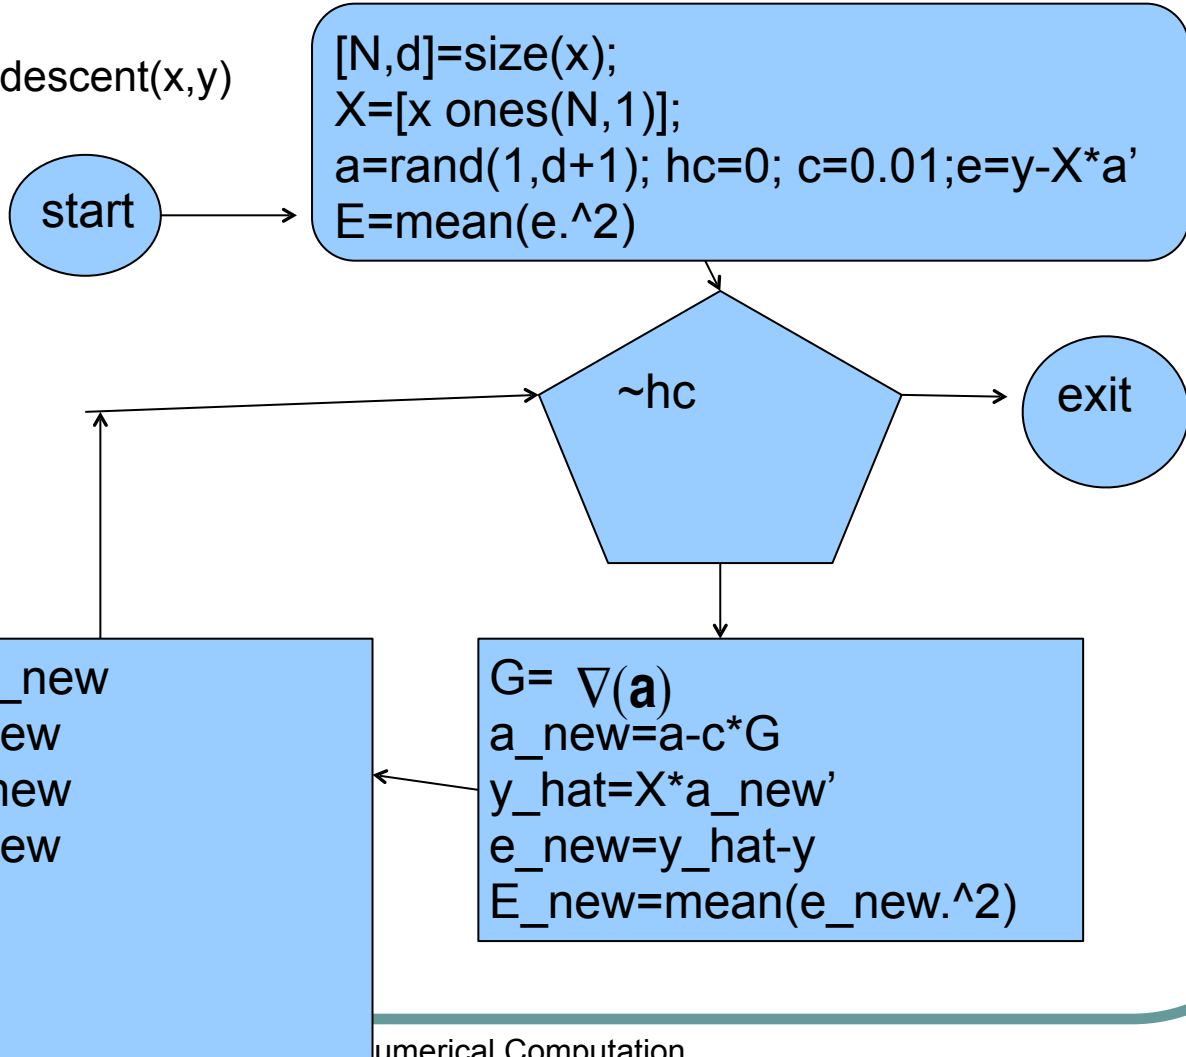 descent(x,y)
[N,d]=size(x);
X=[x ones(N,1)];
a=rand(1,d+1); hc=0; c=0.01;e=y-X*a’
E=mean(e.^2)
start
~hc
exit
_new
ew
new
ew
G= ∇(a)
a_new=a-c*G
y_hat=X*a_new’
e_new=y_hat-y
E_new=mean(e_new.^2)
umerical Computation